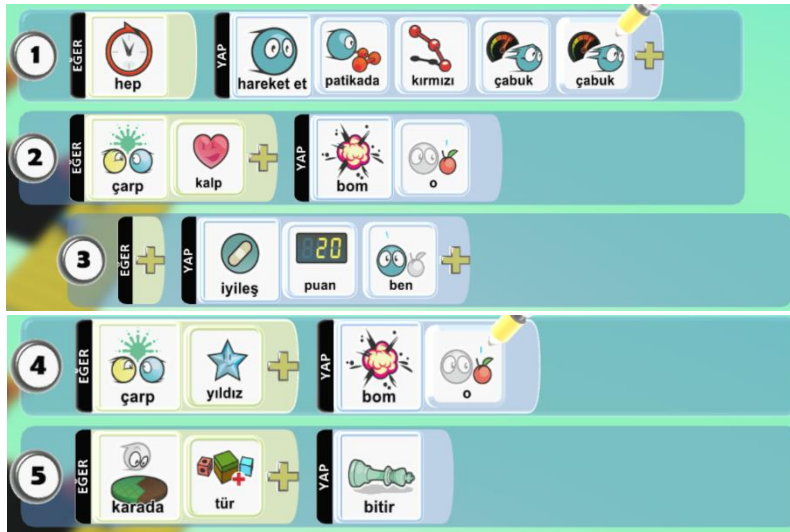 1 EĞER hep YAP hareket et patikada kırmızı çabuk çabuk
2 EĞER çarp kalp YAP bom o
3 EĞER YAP iyileş 20 puan ben
4 EĞER çarp yıldız YAP bom o
5 EĞER karada tür YAP bitir